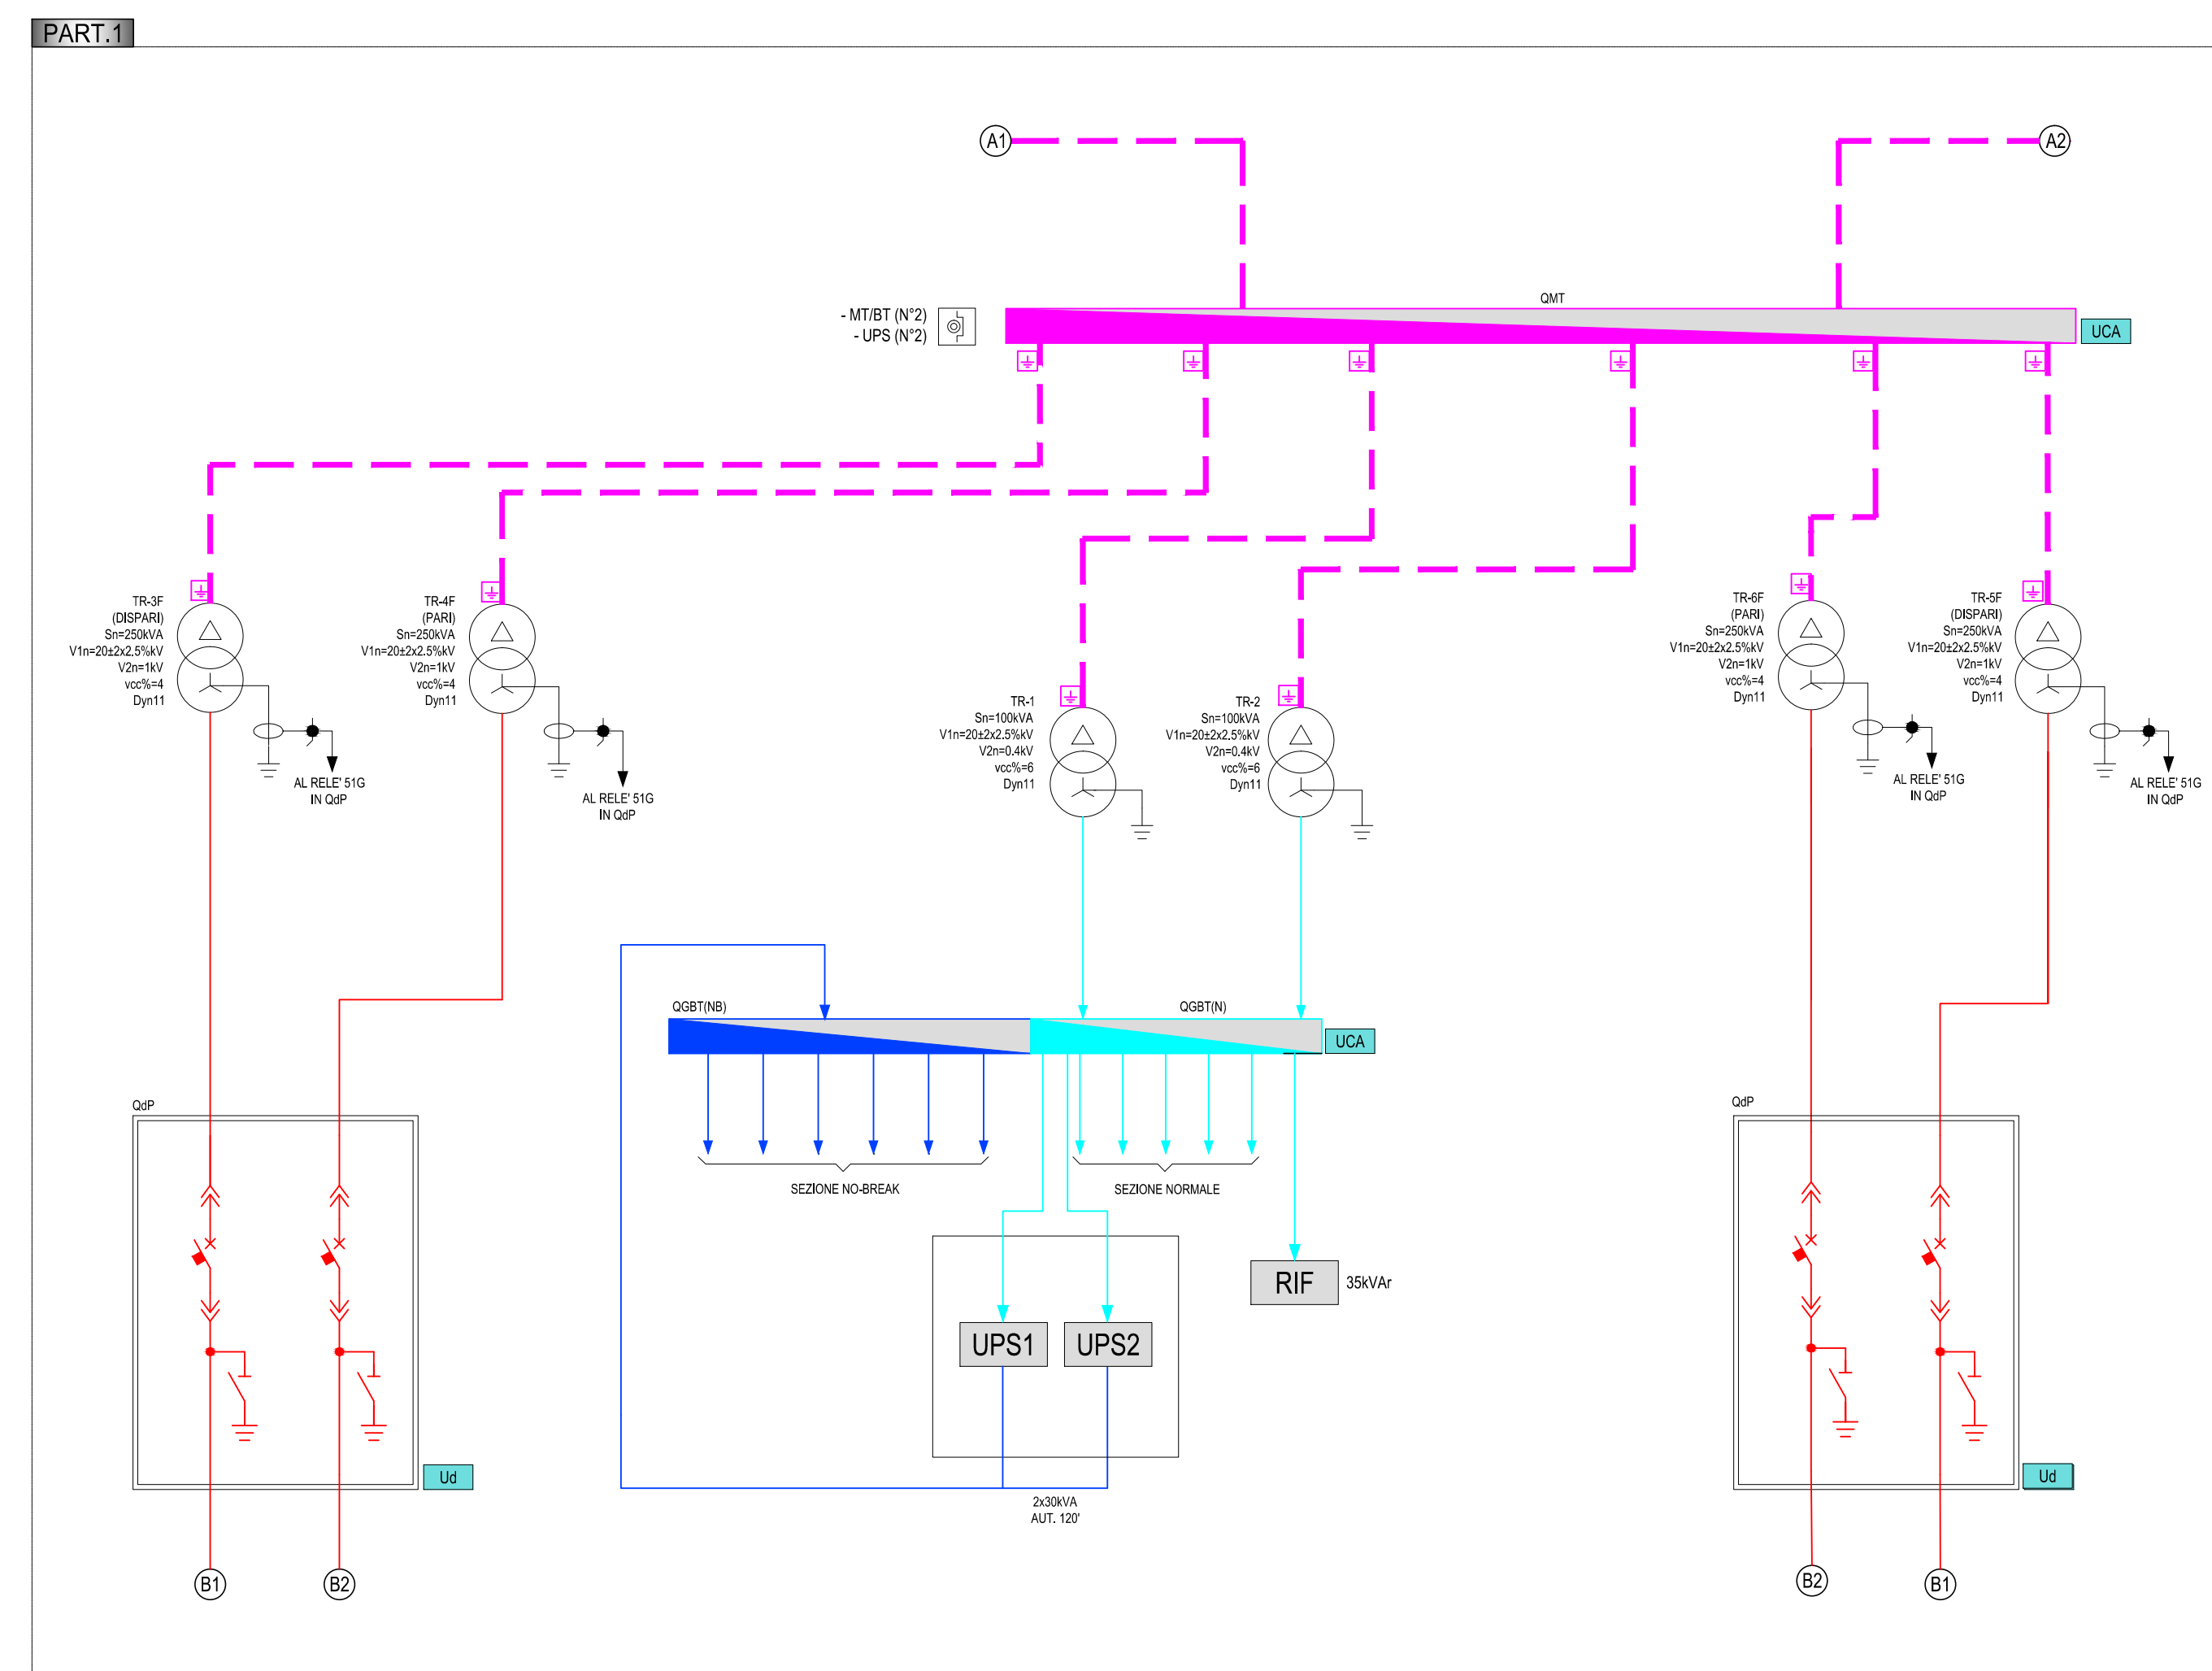 PART.1
A1
A2
QMT
- MT/BT (N°2)
- UPS (N°2)
UCA
TR-3F
(DISPARI)
Sn=250kVA
V1n=20±2x2.5%kV
V2n=1kV
vcc%=4
Dyn11
AL RELE' 51G
IN QdP
TR-4F
(PARI)
Sn=250kVA
V1n=20±2x2.5%kV
V2n=1kV
vcc%=4
Dyn11
AL RELE' 51G
IN QdP
TR-1
Sn=100kVA
V1n=20±2x2.5%kV
V2n=0.4kV
vcc%=6
Dyn11
TR-2
Sn=100kVA
V1n=20±2x2.5%kV
V2n=0.4kV
vcc%=6
Dyn11
TR-6F
(PARI)
Sn=250kVA
V1n=20±2x2.5%kV
V2n=1kV
vcc%=4
Dyn11
AL RELE' 51G
IN QdP
TR-5F
(DISPARI)
Sn=250kVA
V1n=20±2x2.5%kV
V2n=1kV
vcc%=4
Dyn11
AL RELE' 51G
IN QdP
QGBT(NB)
QGBT(N)
UCA
SEZIONE NO-BREAK
SEZIONE NORMALE
QdP
QdP
RIF
35kVAr
UPS1
UPS2
2x30kVA
AUT. 120'
Ud
Ud
B1
B2
B2
B1